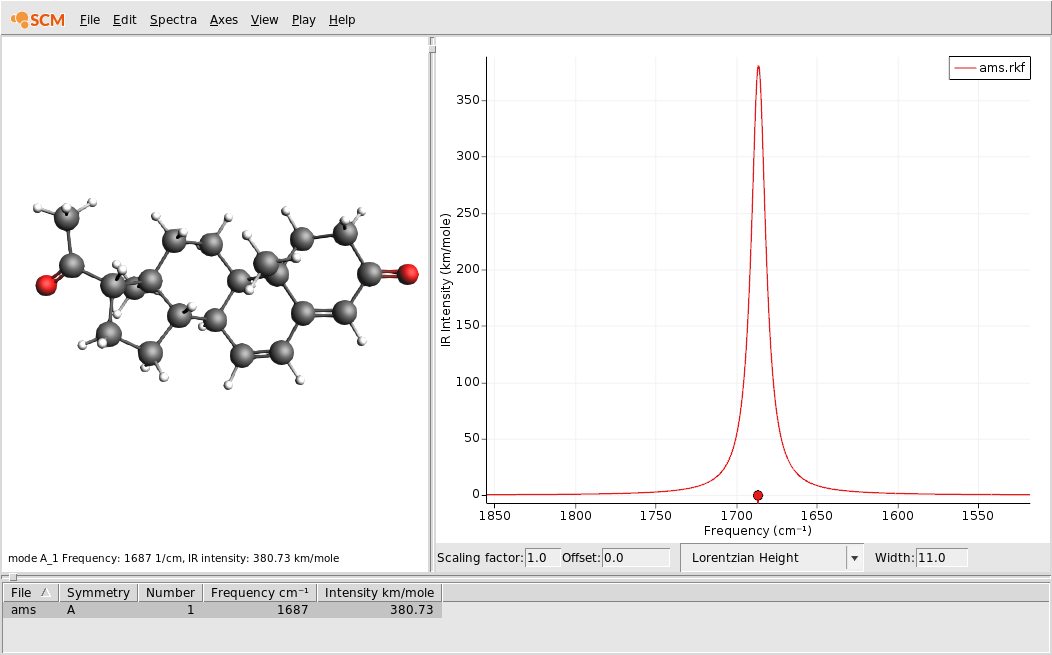 SCM File Edit Spectra Axes View Play Help
ams.rkf
350
300
250
200
150
100
50
0
IR Intensity (km/mole)
1850 1800 1750 1700 1650 1600 1550
Frequency (cm⁻¹)
mode A_1 Frequency: 1687 1/cm, IR intensity: 380.73 km/mole
Scaling factor: 1.0 Offset: 0.0 Lorentzian Height Width: 11.0
File Symmetry Number Frequency cm⁻¹ Intensity km/mole
ams A 1 1687 380.73